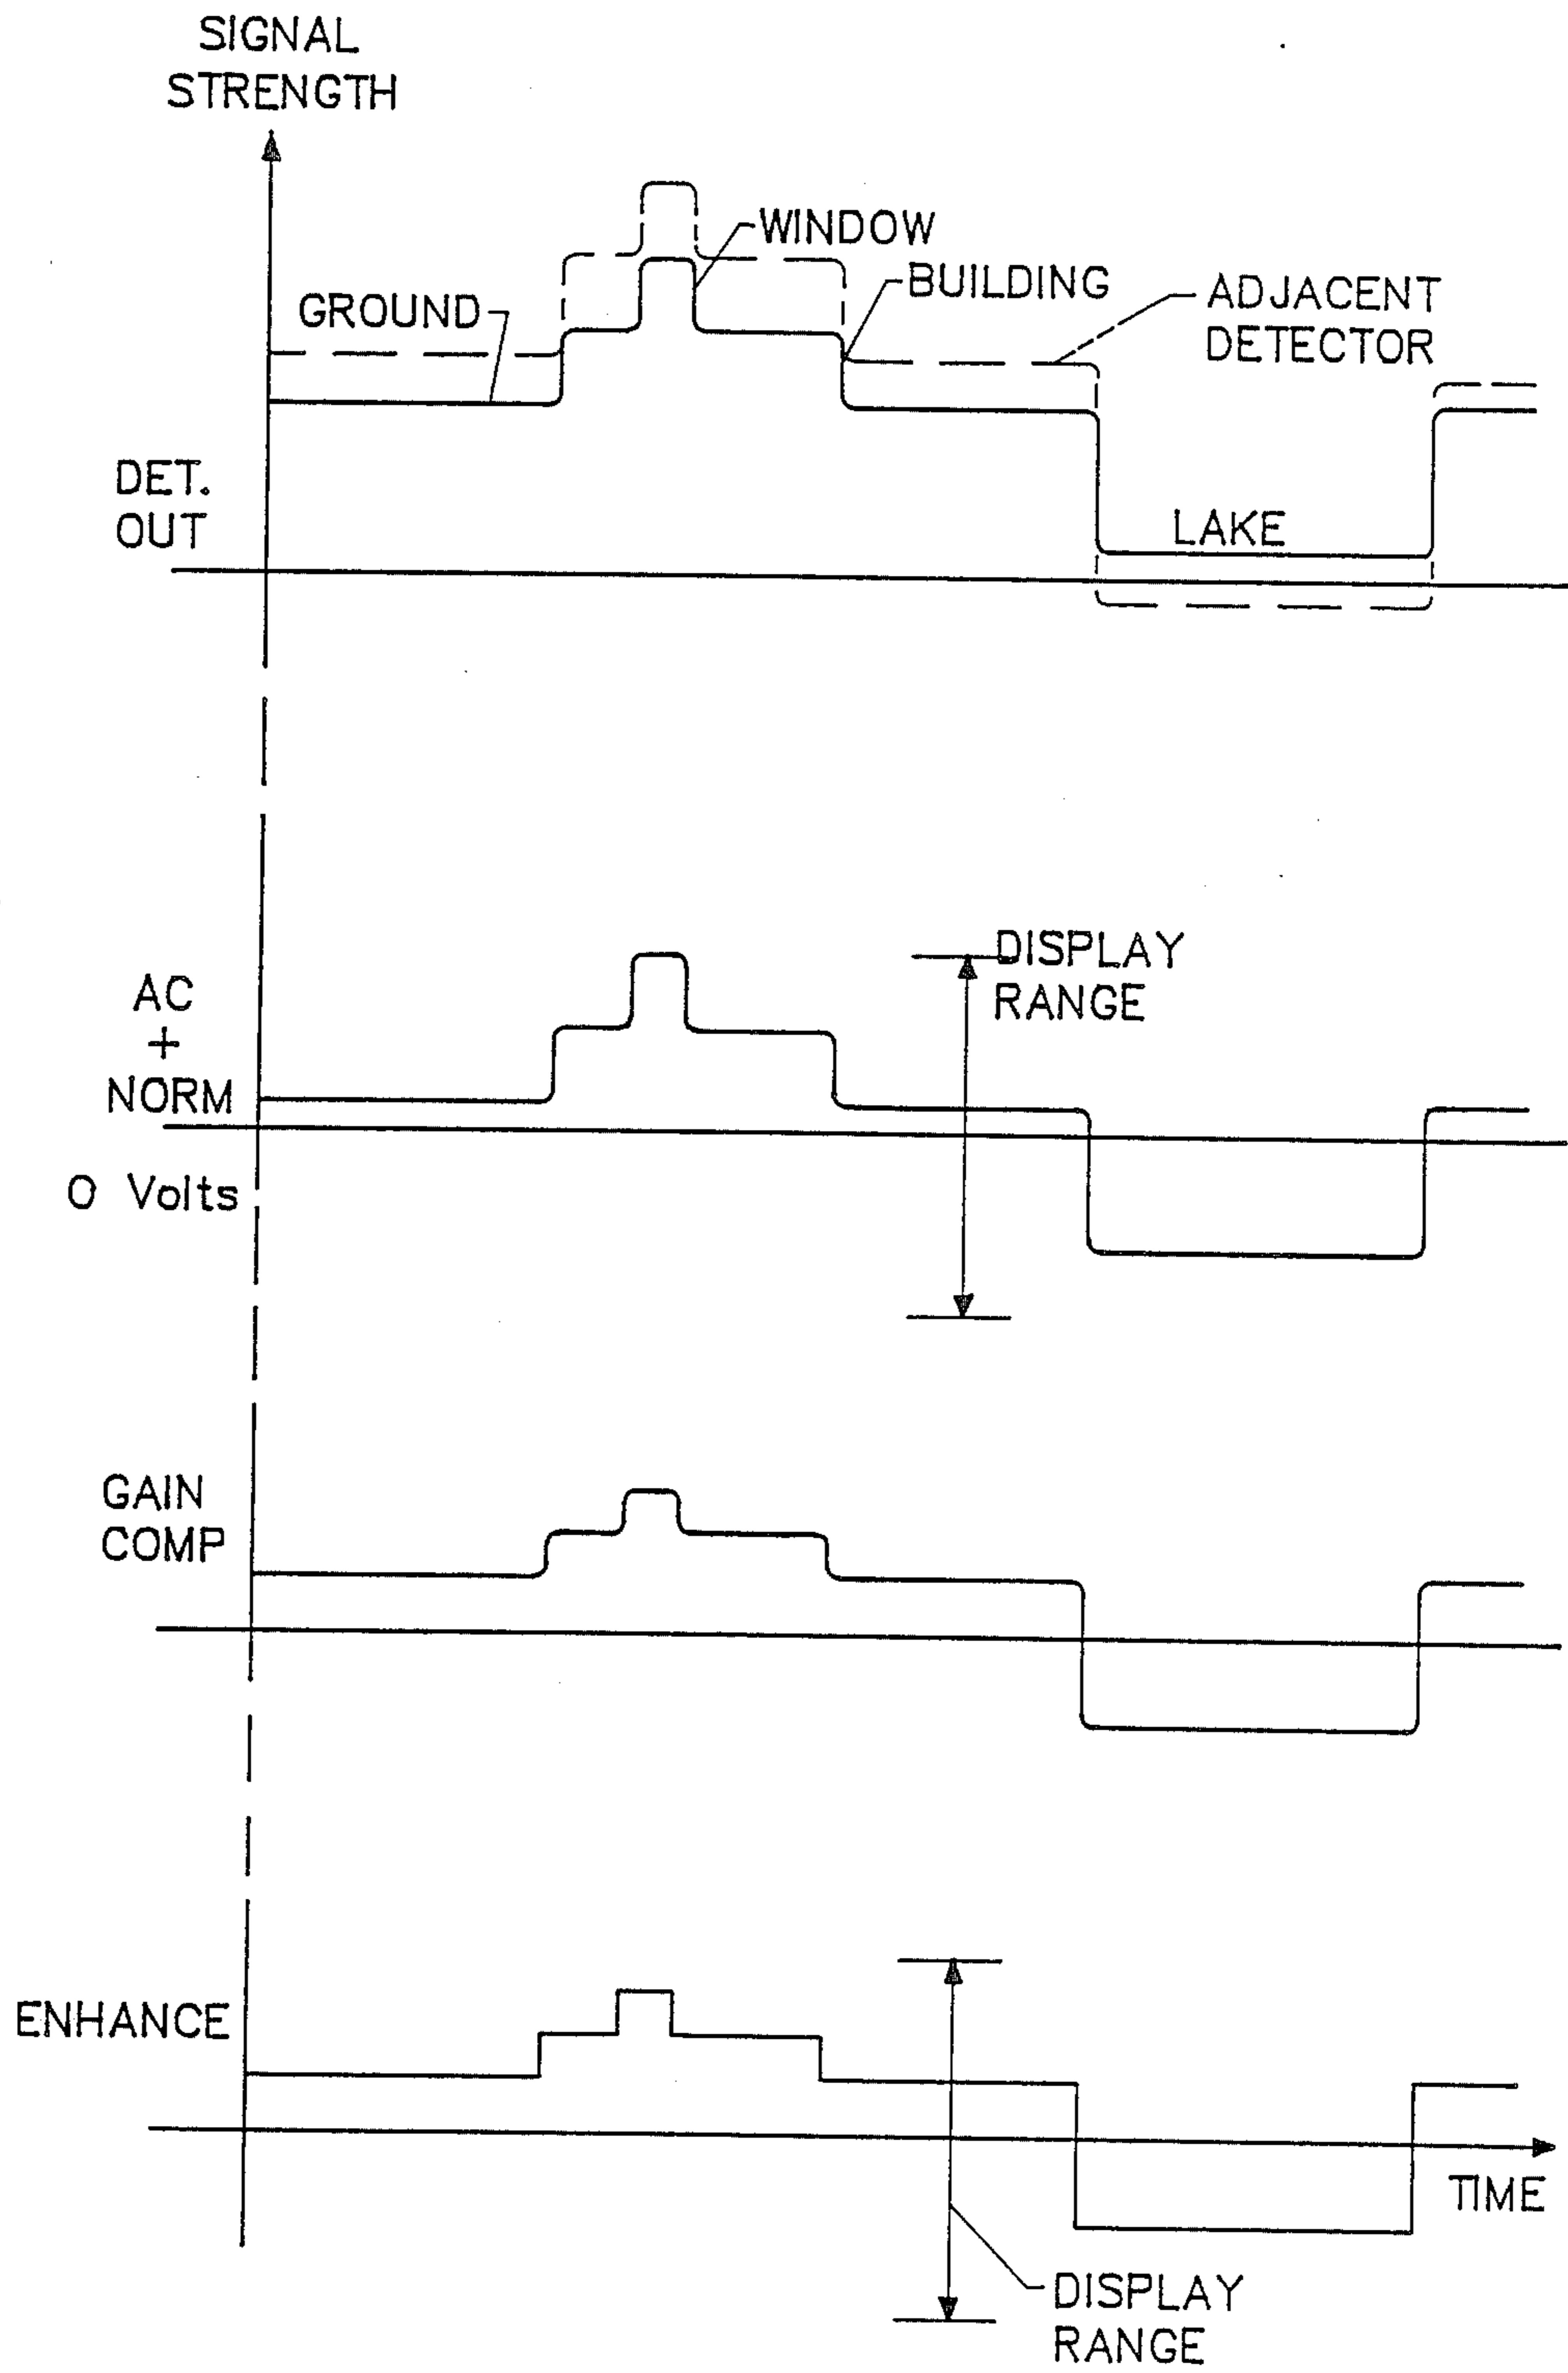 SIGNAL
STRENGTH
WINDOW
BUILDING
GROUND
ADJACENT
DETECTOR
DET.
OUT
LAKE
DISPLAY
RANGE
AC
+
NORM
0 Volts
GAIN
COMP
ENHANCE
TIME
DISPLAY
RANGE